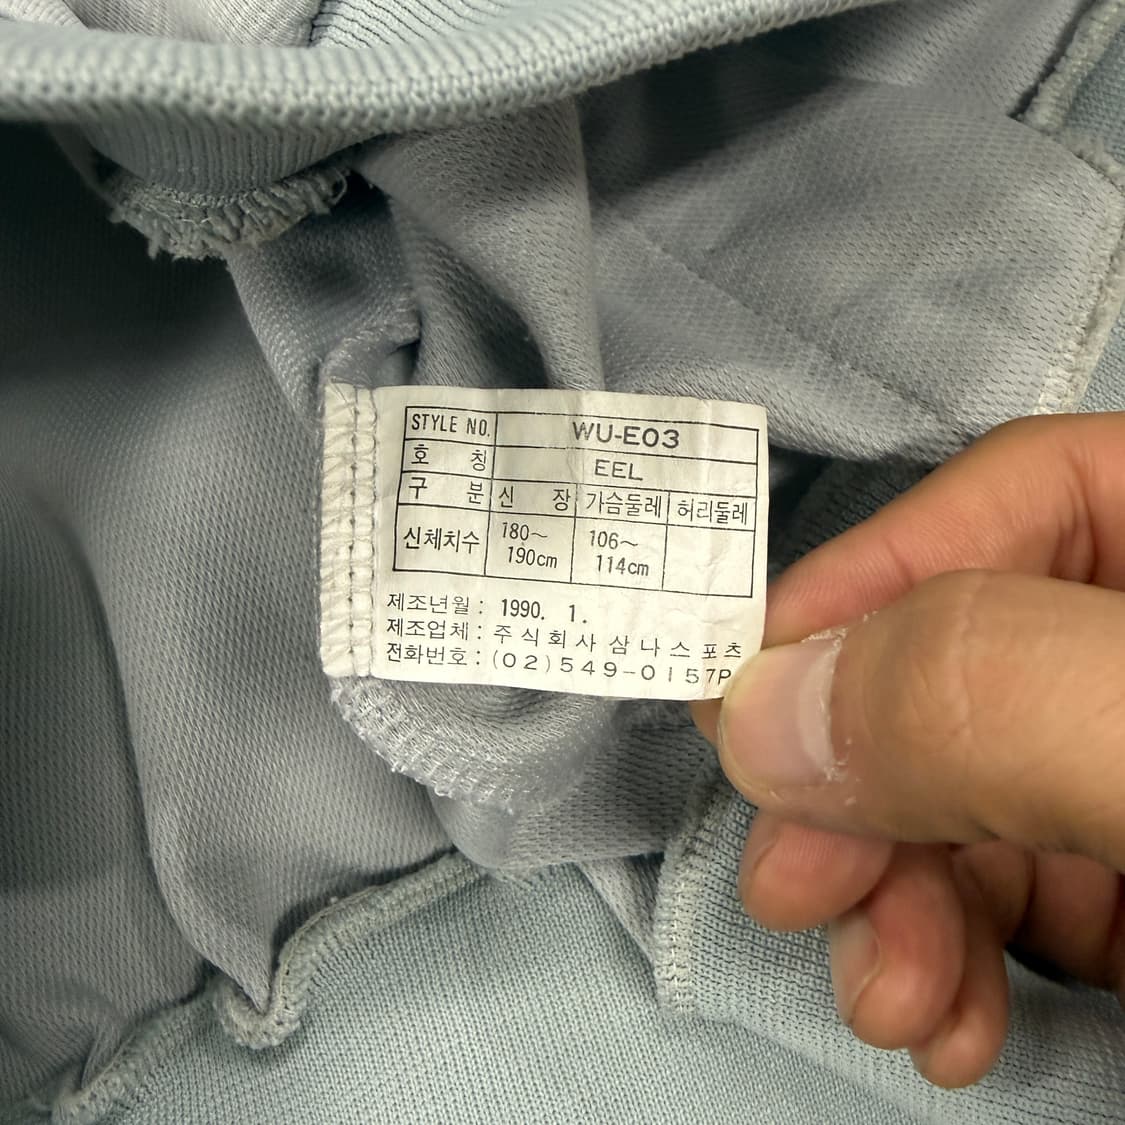 STYLE NO. WU-E03
호 칭 EEL
구 분 신 장 가슴둘레 허리둘레
신체치수 180~190cm 106~114cm
제조년월 : 1990. 1.
제조업체 : 주식회사 삼나스포츠
전화번호 : (02)549-0157P